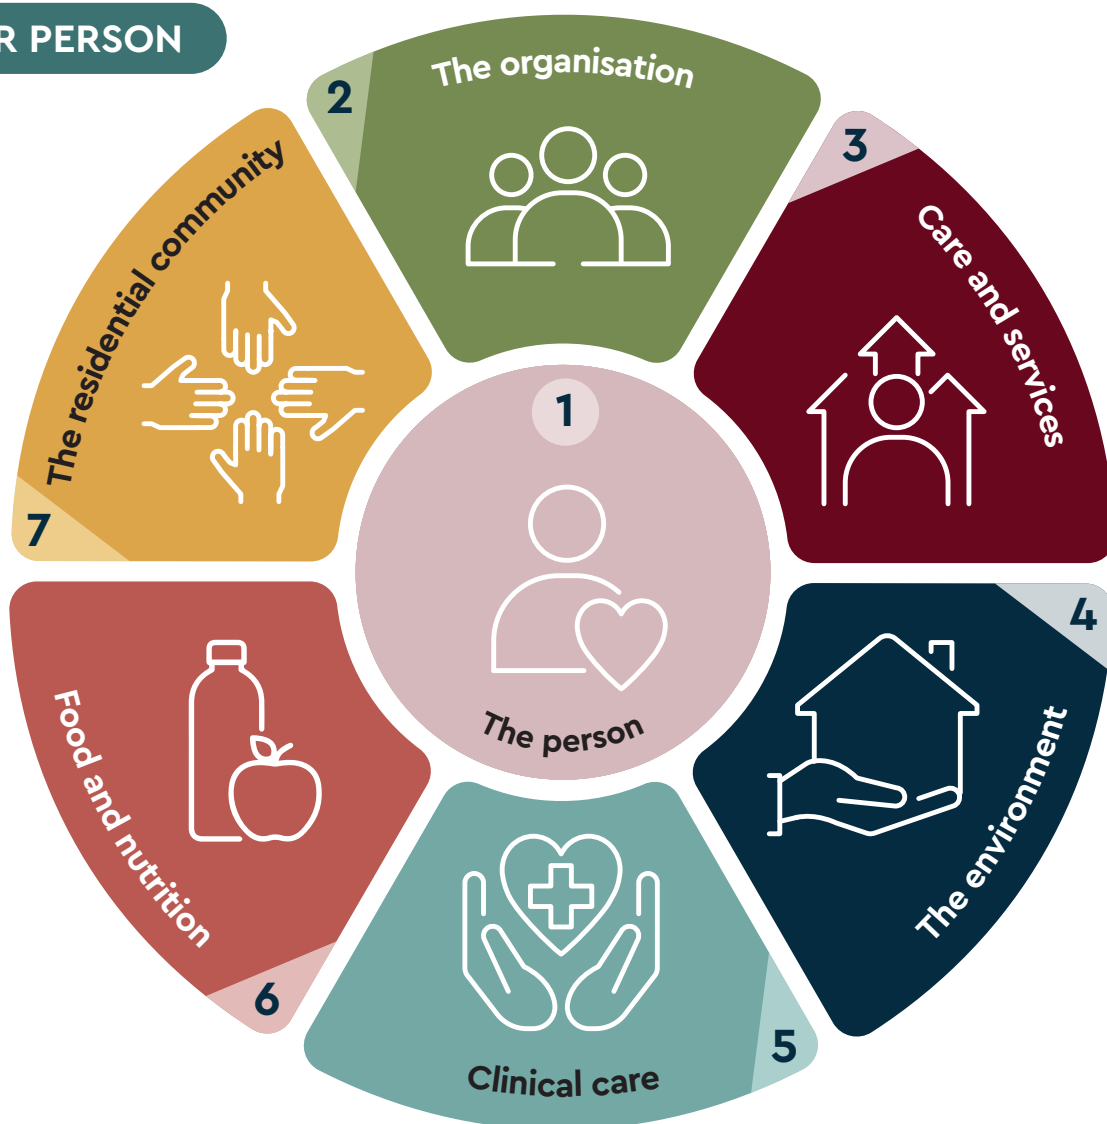 R PERSON
1
The person
2
The organisation
3
Care and services
4
The environment
5
Clinical care
6
Food and nutrition
7
The residential community